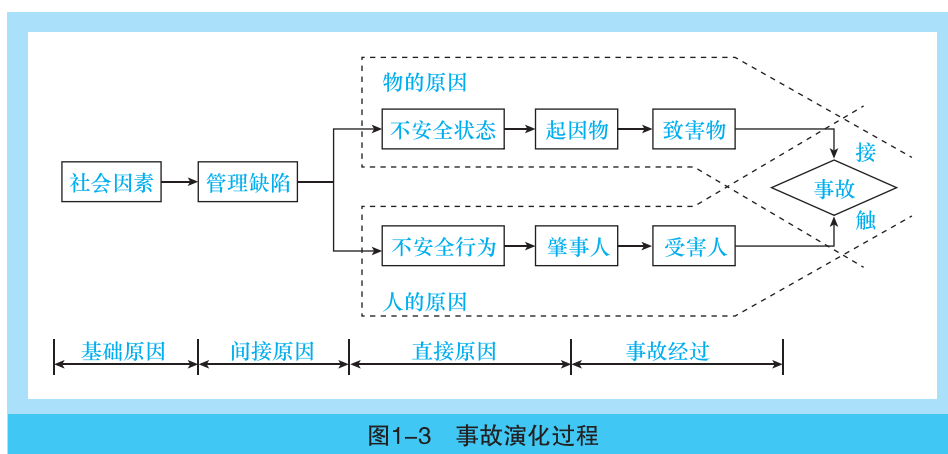 物的原因
不安全状态
起因物
致害物
接
社会因素
管理缺陷
事故
触
不安全行为
肇事人
受害人
人的原因
基础原因
间接原因
直接原因
事故经过
图1-3 事故演化过程